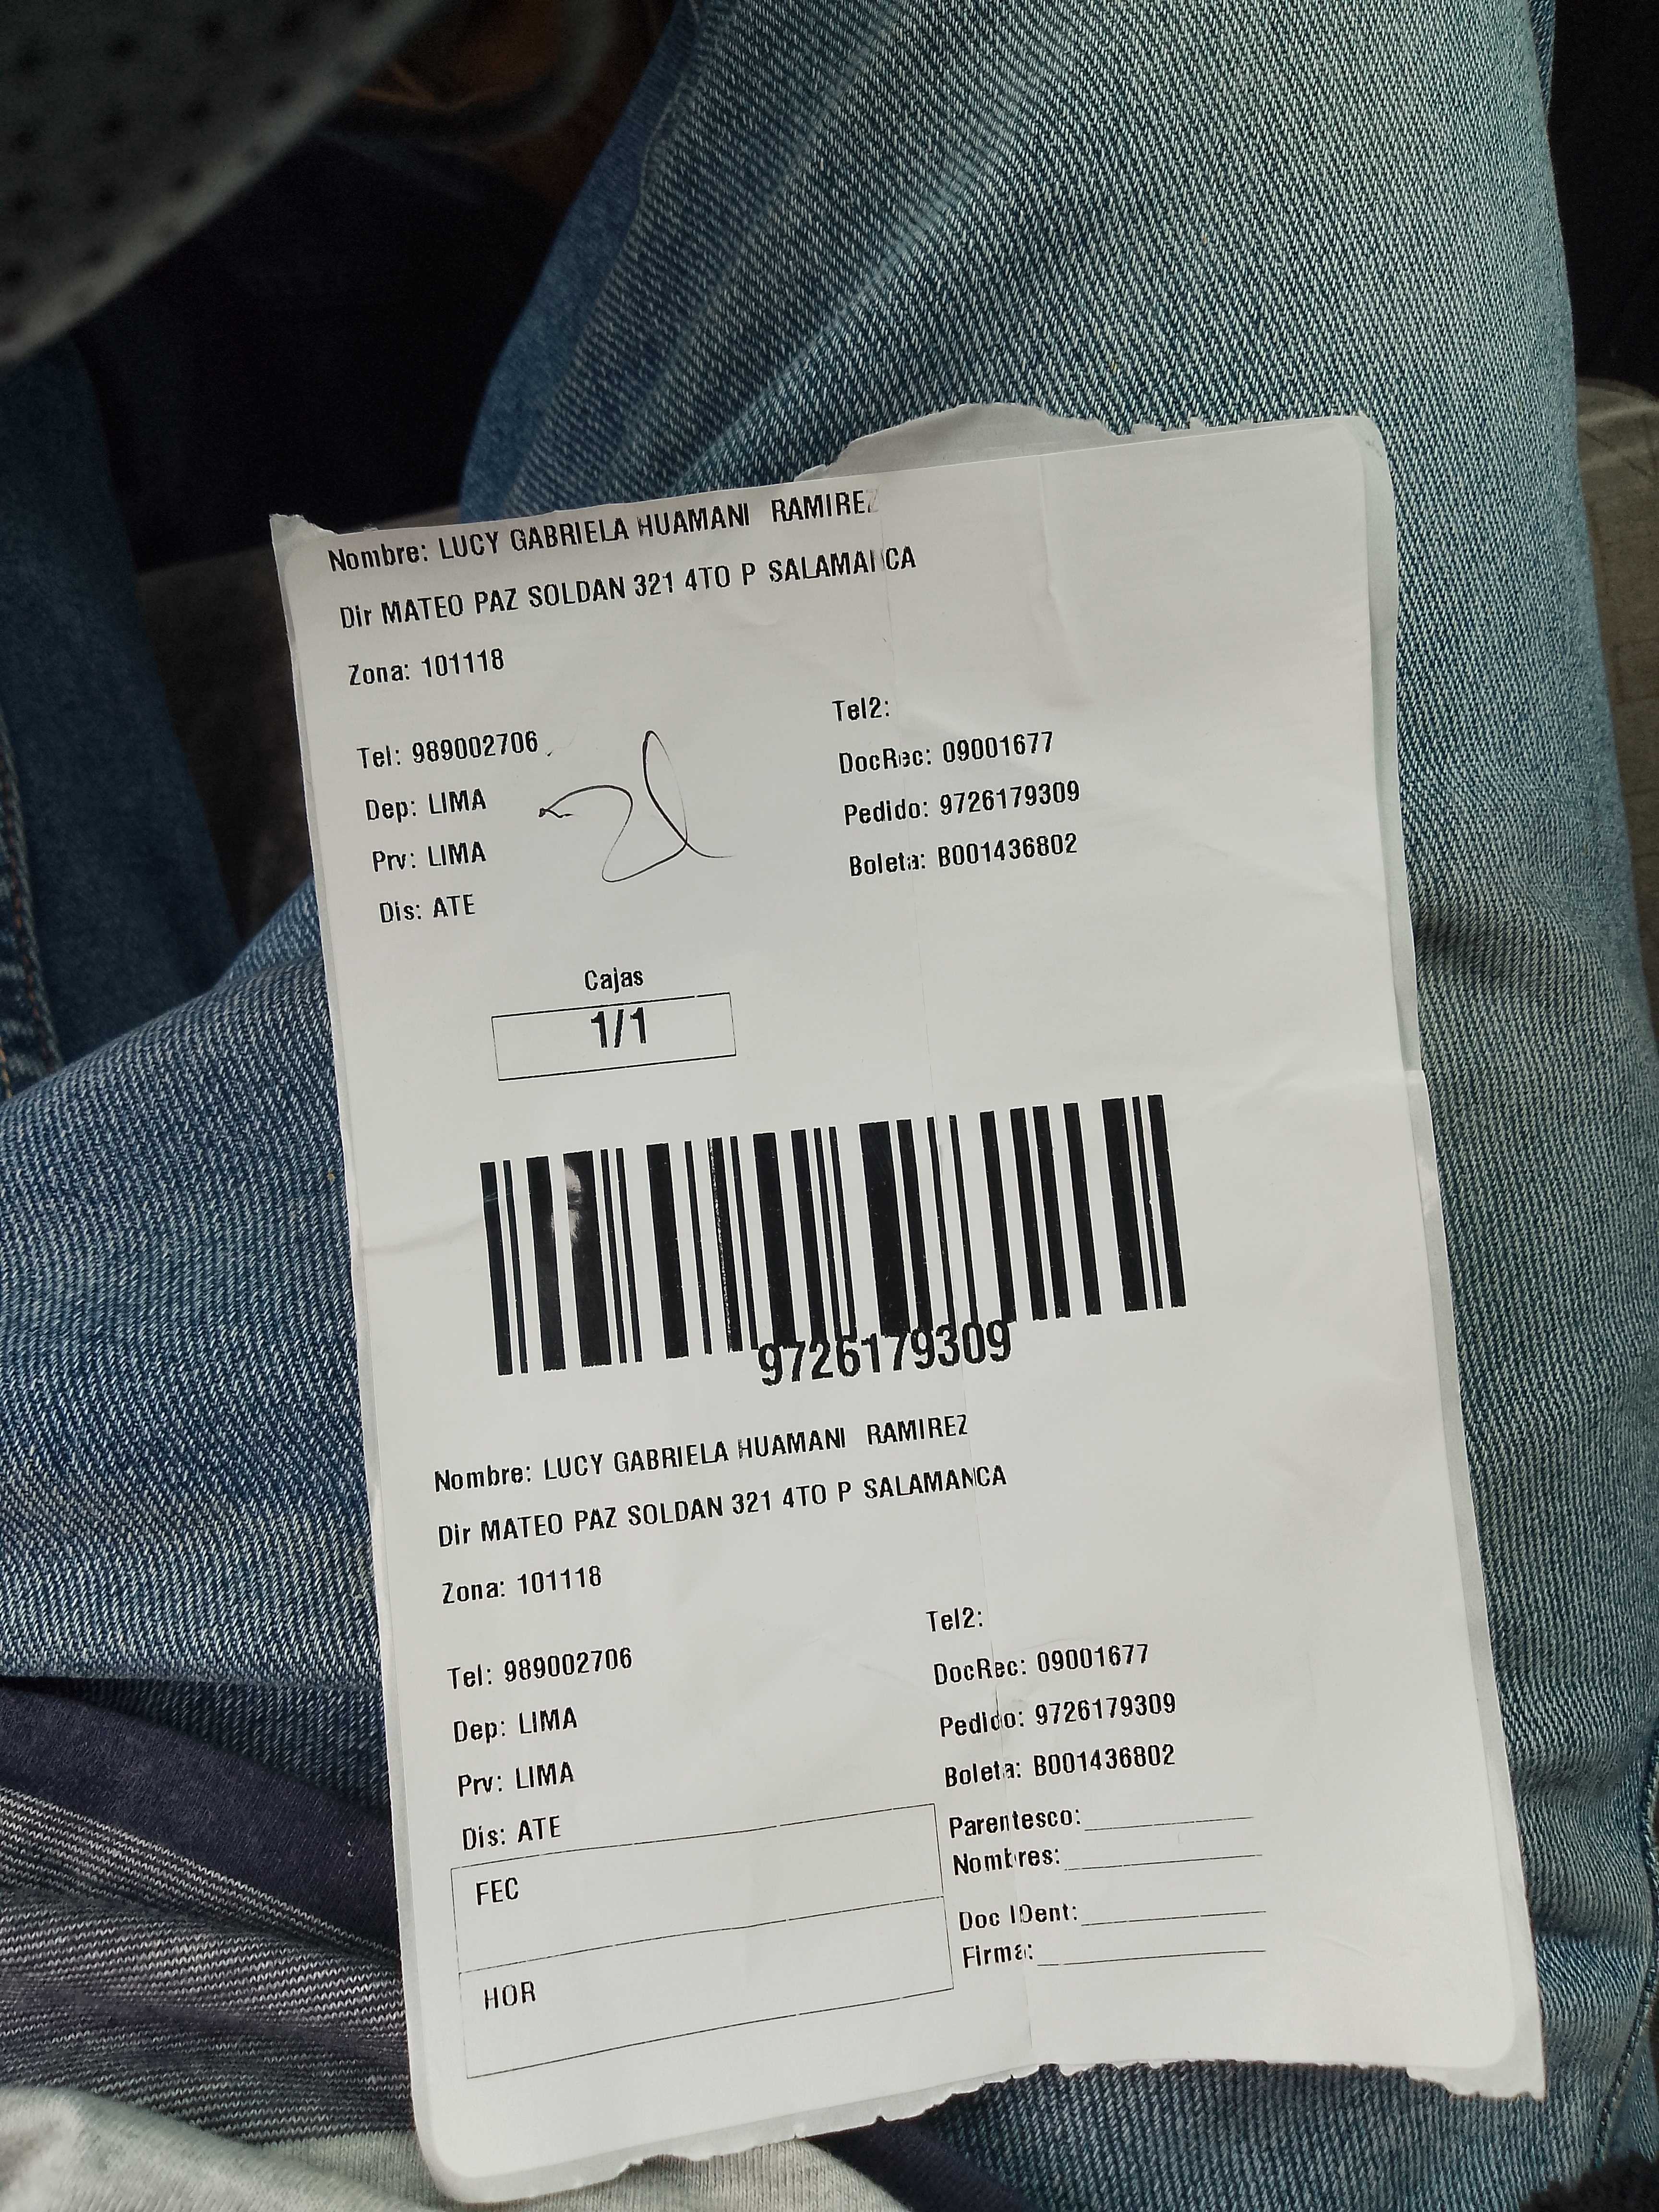 Nombre: LUCY GABRIELA HUAMANI RAMIREZ
Dir MATEO PAZ SOLDAN 321 4TO P SALAMANCA
Zona: 101118
Tel2:
Tel: 989002706
DocRec: 09001677
Dep: LIMA
Pedido: 9726179309
Prv: LIMA
Boleta: B001436802
Dis: ATE
Cajas
1/1
9726179309
Nombre: LUCY GABRIELA HUAMANI RAMIREZ
Dir MATEO PAZ SOLDAN 321 4TO P SALAMANCA
Zona: 101118
Tel2:
Tel: 989002706
DocRec: 09001677
Dep: LIMA
Pedido: 9726179309
Prv: LIMA
Boleta: B001436802
Dis: ATE
Parentesco:
Nombres:
FEC
Doc IDent:
Firma:
HOR